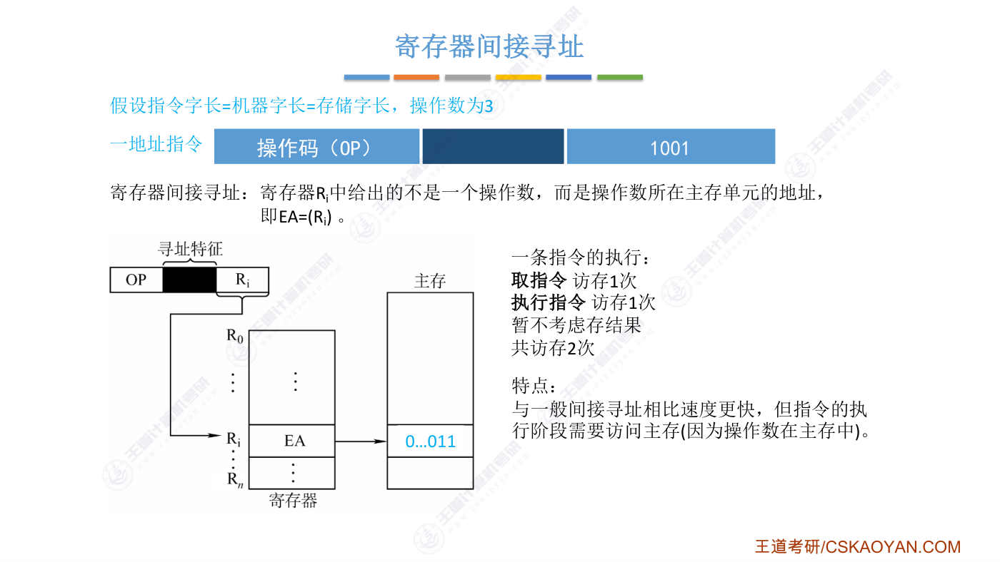 寄存器间接寻址
假设指令字长=机器字长=存储字长，操作数为3
一地址指令
操作码（OP）
1001
寄存器间接寻址：寄存器Ri中给出的不是一个操作数，而是操作数所在主存单元的地址，
即EA=(Ri) 。
寻址特征
OP
Ri
主存
R0
⋮
⋮
Ri
EA
0…011
⋮
⋮
Rn
寄存器
一条指令的执行：
取指令 访存1次
执行指令 访存1次
暂不考虑存结果
共访存2次
特点：
与一般间接寻址相比速度更快，但指令的执
行阶段需要访问主存(因为操作数在主存中)。
王道考研/CSKAOYAN.COM
王道计算机考研